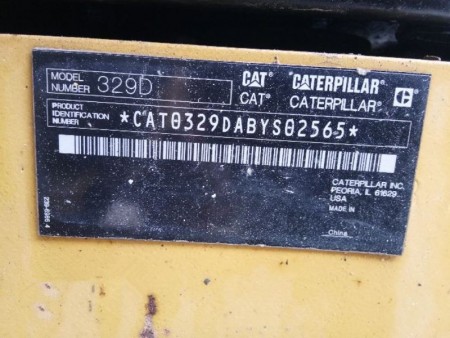 MODEL NUMBER 329D
CAT CATERPILLAR
CAT® CATERPILLAR®
PRODUCT IDENTIFICATION NUMBER *CAT0329DABYS02565*
CATERPILLAR INC.
PEORIA, IL 61629
USA
MADE IN China